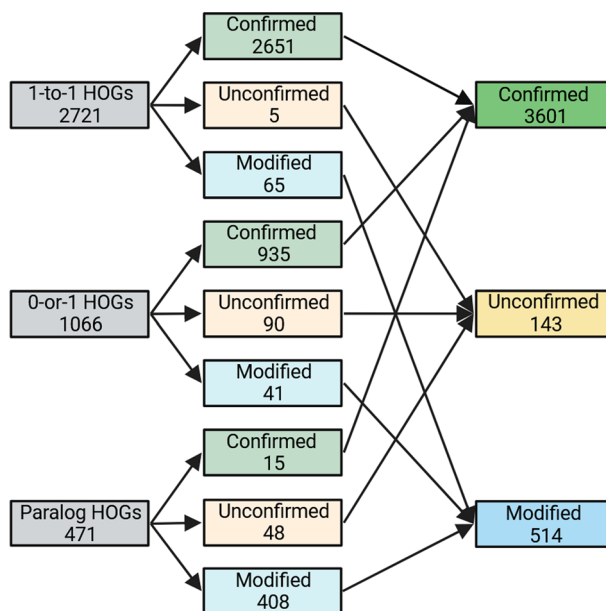 1-to-1 HOGs
2721
Confirmed
2651
Unconfirmed
5
Modified
65
0-or-1 HOGs
1066
Confirmed
935
Unconfirmed
90
Modified
41
Paralog HOGs
471
Confirmed
15
Unconfirmed
48
Modified
408
Confirmed
3601
Unconfirmed
143
Modified
514